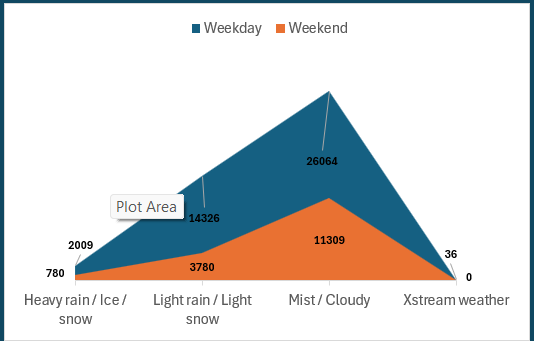 Weekday Weekend
26064
Plot Area
14326
11309
2009
36
780
3780
0
Heavy rain / Ice /
snow
Light rain / Light
snow
Mist / Cloudy
Xstream weather